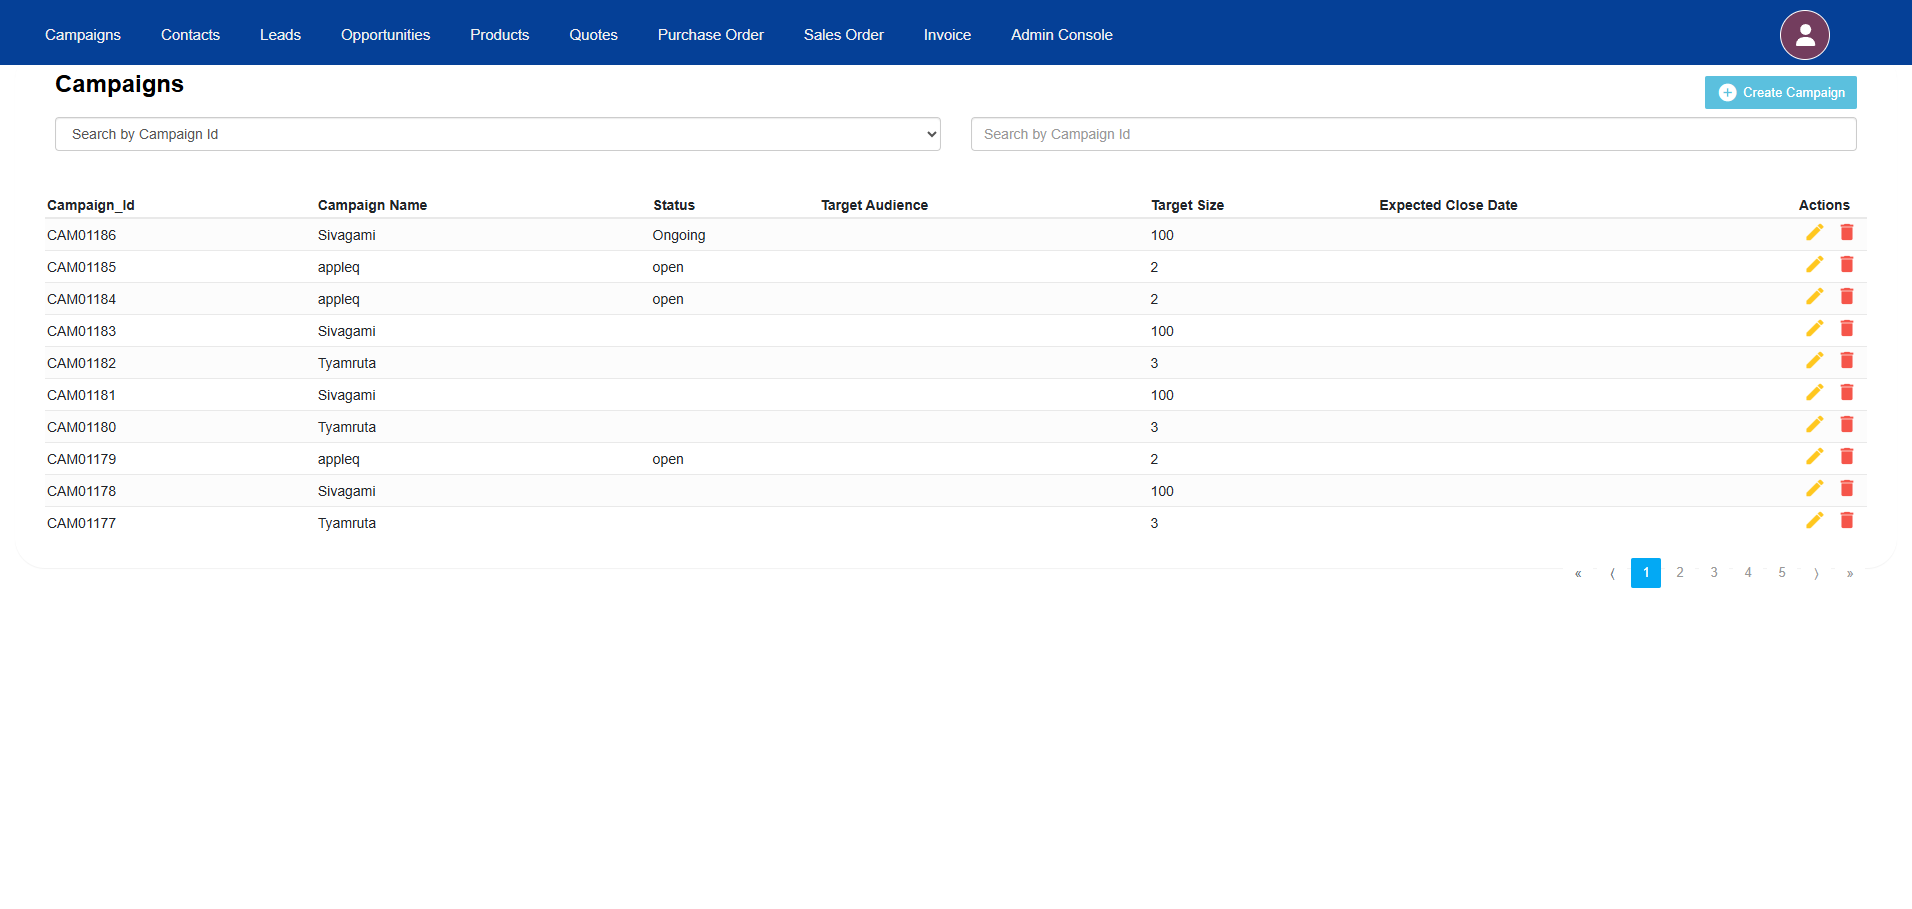 Campaigns Contacts Leads Opportunities Products Quotes Purchase Order Sales Order Invoice Admin Console
Campaigns
Create Campaign
Search by Campaign Id Search by Campaign Id
Campaign_Id Campaign Name Status Target Audience Target Size Expected Close Date Actions
CAM01186 Sivagami Ongoing 100
CAM01185 appleq open 2
CAM01184 appleq open 2
CAM01183 Sivagami 100
CAM01182 Tyamruta 3
CAM01181 Sivagami 100
CAM01180 Tyamruta 3
CAM01179 appleq open 2
CAM01178 Sivagami 100
CAM01177 Tyamruta 3
« ⟨ 1 2 3 4 5 ⟩ »